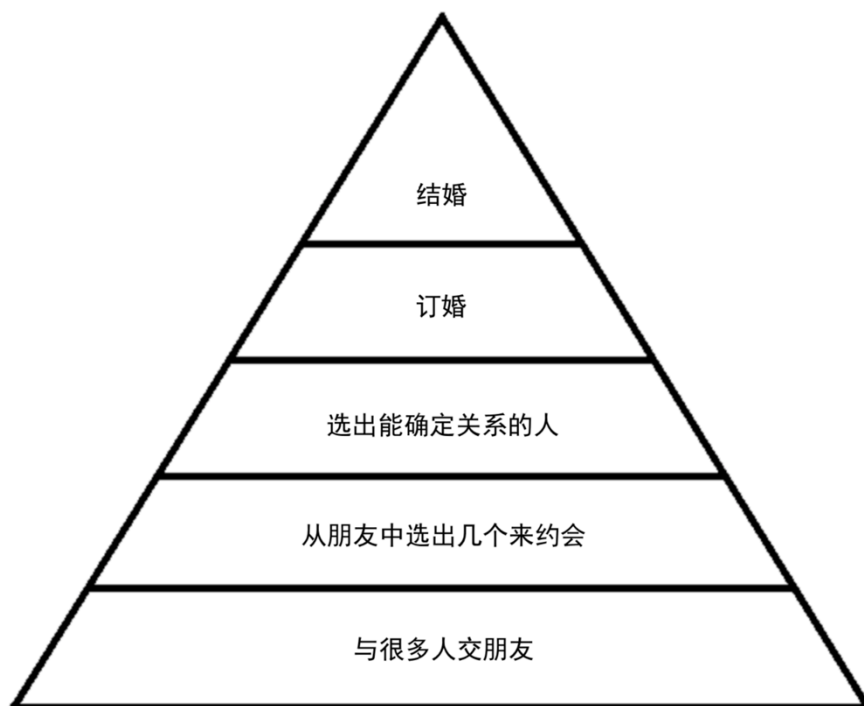 结婚
订婚
选出能确定关系的人
从朋友中选出几个来约会
与很多人交朋友